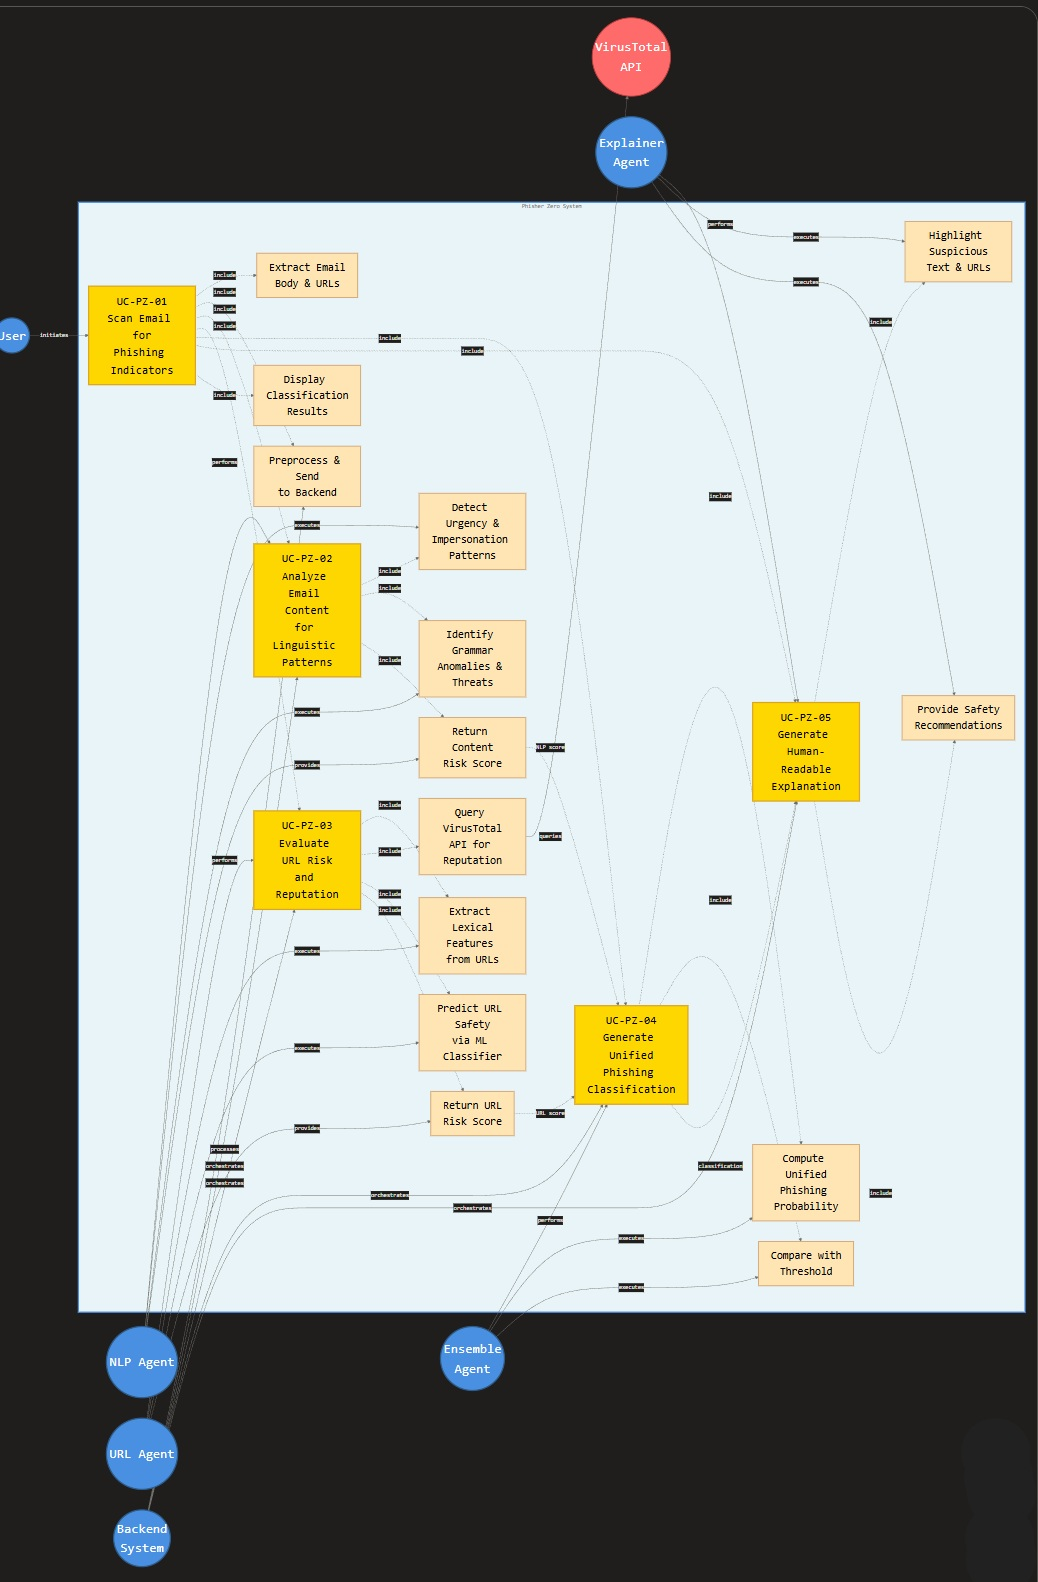 VirusTotal
API
Explainer
Agent
Phisher Zero System
performs
executes
Highlight
Suspicious
Text & URLs
executes
include
Extract Email
Body & URLs
include
include
include
include
UC-PZ-01
Scan Email
for
Phishing
Indicators
User
initiates
include
include
include
Display
Classification
Results
performs
Preprocess &
Send
to Backend
include
executes
Detect
Urgency &
Impersonation
Patterns
UC-PZ-02
Analyze
Email
Content
for
Linguistic
Patterns
include
include
include
Identify
Grammar
Anomalies &
Threats
executes
provides
Return
Content
Risk Score
NLP score
UC-PZ-05
Generate
Human-
Readable
Explanation
Provide Safety
Recommendations
UC-PZ-03
Evaluate
URL Risk
and
Reputation
performs
include
include
include
include
Query
VirusTotal
API for
Reputation
queries
Extract
Lexical
Features
from URLs
include
executes
Predict URL
Safety
via ML
Classifier
executes
UC-PZ-04
Generate
Unified
Phishing
Classification
Return URL
Risk Score
URL score
provides
processes
orchestrates
orchestrates
orchestrates
orchestrates
classification
performs
Compute
Unified
Phishing
Probability
include
executes
Compare with
Threshold
executes
NLP Agent
Ensemble
Agent
URL Agent
Backend
System